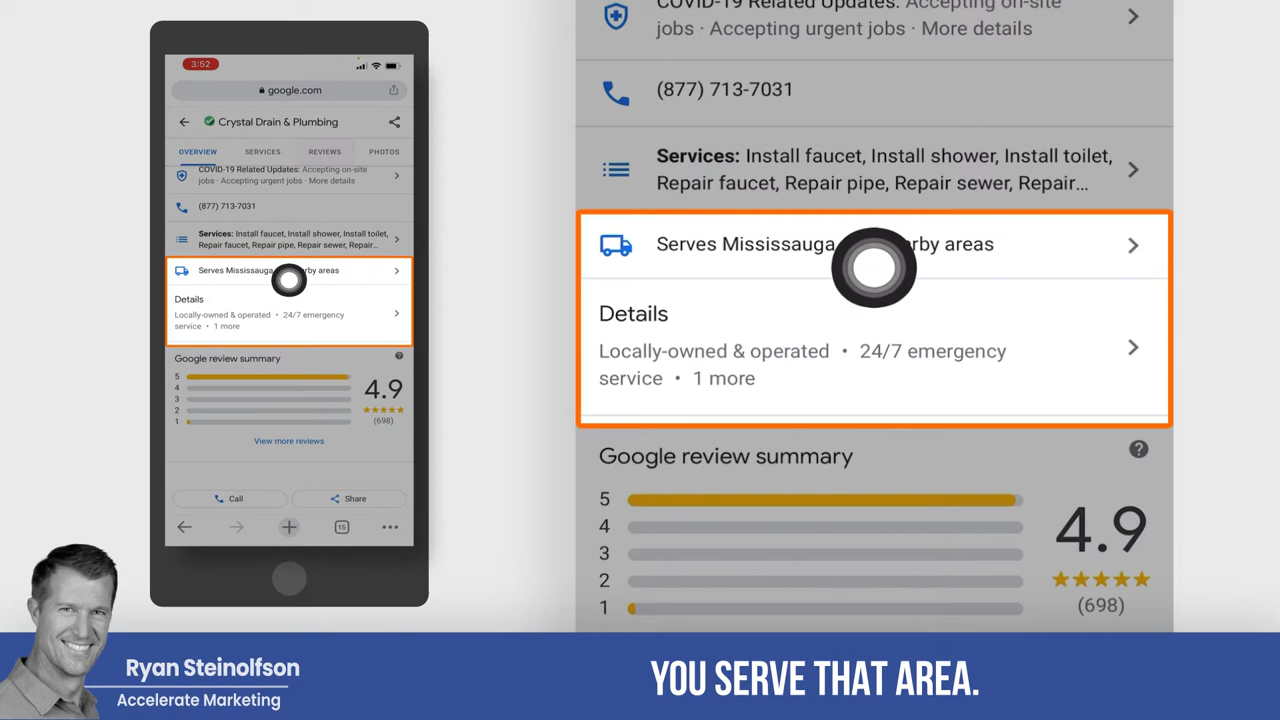 3:52
google.com
Crystal Drain & Plumbing
OVERVIEW SERVICES REVIEWS PHOTOS
COVID-19 Related Updates: Accepting on-site
jobs · Accepting urgent jobs · More details
(877) 713-7031
Services: Install faucet, Install shower, Install toilet,
Repair faucet, Repair pipe, Repair sewer, Repair...
Serves Mississauga rby areas
Details
Locally-owned & operated • 24/7 emergency
service • 1 more
Google review summary
?
5
4
3
2
1
4.9
(698)
View more reviews
Call Share
15
COVID-19 Related Updates: Accepting on-site
jobs · Accepting urgent jobs · More details
(877) 713-7031
Services: Install faucet, Install shower, Install toilet,
Repair faucet, Repair pipe, Repair sewer, Repair...
Serves Mississauga rby areas
Details
Locally-owned & operated • 24/7 emergency
service • 1 more
Google review summary
?
5
4
3
2
1
4.9
(698)
Ryan Steinolfson
Accelerate Marketing
YOU SERVE THAT AREA.